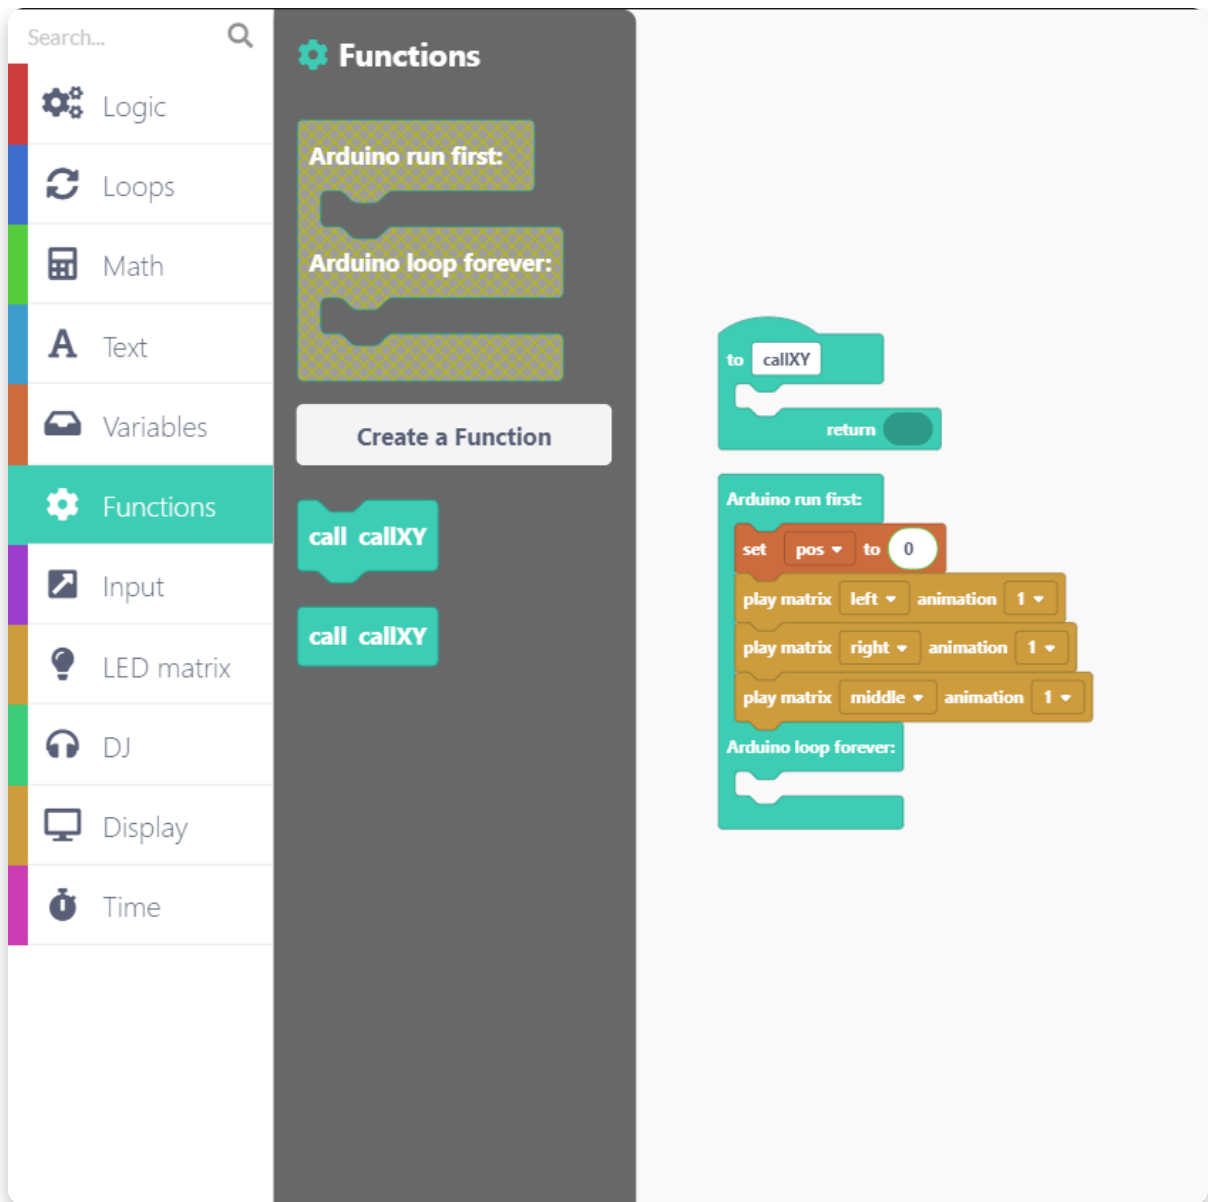 Search...
Logic
Loops
Math
Text
Variables
Functions
Input
LED matrix
DJ
Display
Time
Functions
Arduino run first:
Arduino loop forever:
Create a Function
call callXY
call callXY
to callXY
return
Arduino run first:
set pos to 0
play matrix left animation 1
play matrix right animation 1
play matrix middle animation 1
Arduino loop forever: